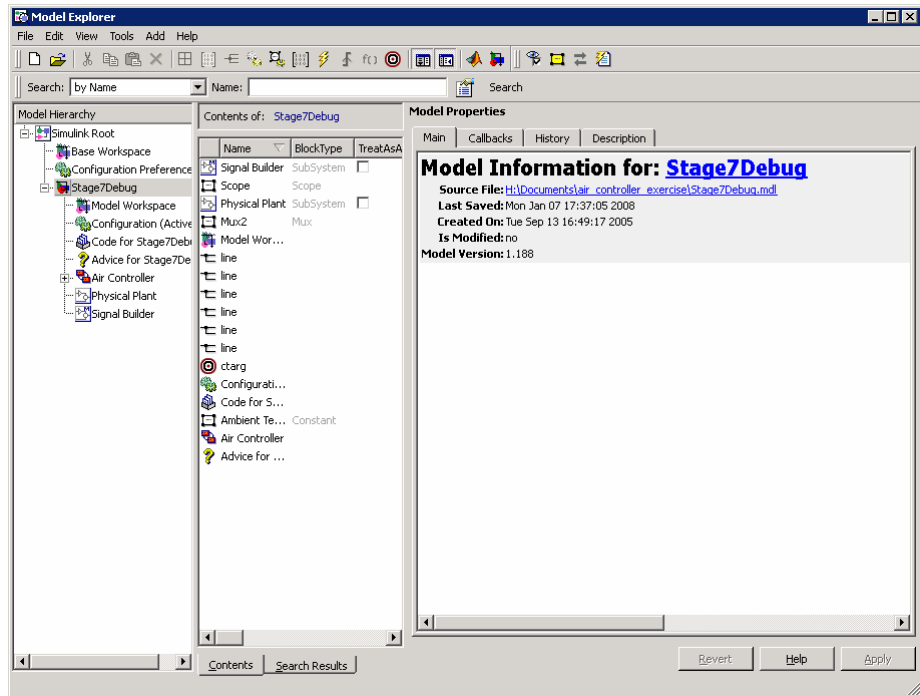 Model Explorer
File Edit View Tools Add Help
Search: by Name Name: Search
Model Hierarchy
Simulink Root
Base Workspace
Configuration Preference
Stage7Debug
Model Workspace
Configuration (Active
Code for Stage7Deb
Advice for Stage7De
Air Controller
Physical Plant
Signal Builder
Contents of: Stage7Debug
Name BlockType TreatAsA
Signal Builder SubSystem
Scope Scope
Physical Plant SubSystem
Mux2 Mux
Model Wor...
line
line
line
line
line
line
ctarg
Configurati...
Code for S...
Ambient Te... Constant
Air Controller
Advice for ...
Contents Search Results
Model Properties
Main Callbacks History Description
Model Information for: Stage7Debug
Source File: H:\Documents\air_controller_exercise\Stage7Debug.mdl
Last Saved: Mon Jan 07 17:37:05 2008
Created On: Tue Sep 13 16:49:17 2005
Is Modified: no
Model Version: 1.188
Revert Help Apply